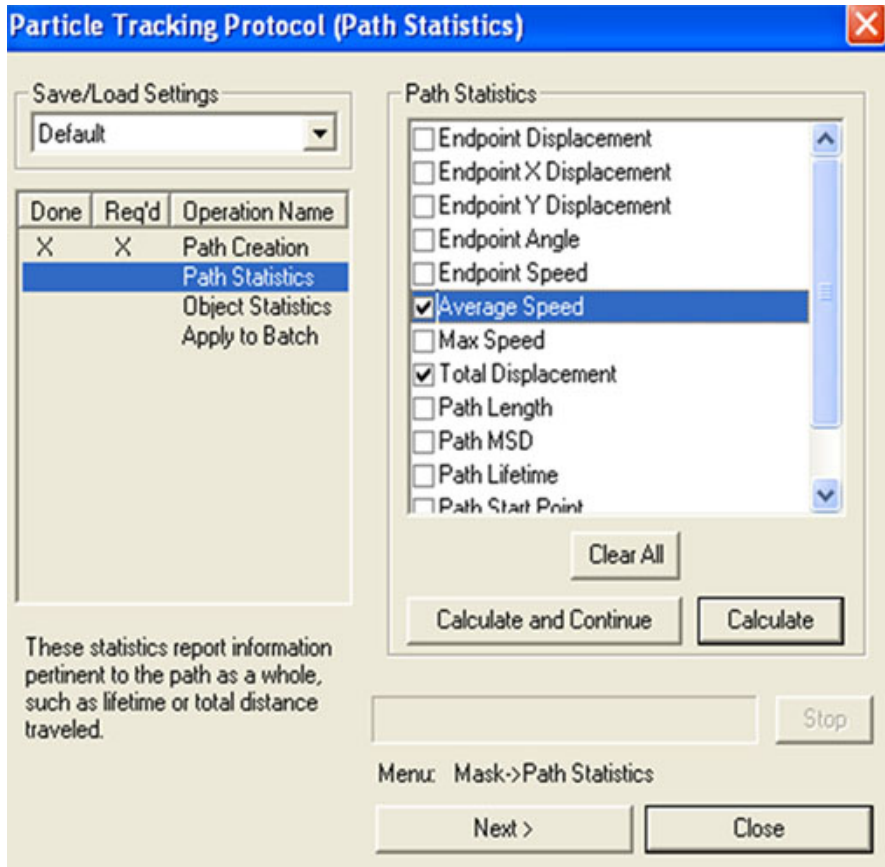 Particle Tracking Protocol (Path Statistics)
Save/Load Settings
Default
Done Req'd Operation Name
X X Path Creation
Path Statistics
Object Statistics
Apply to Batch
These statistics report information
pertinent to the path as a whole,
such as lifetime or total distance
traveled.
Path Statistics
Endpoint Displacement
Endpoint X Displacement
Endpoint Y Displacement
Endpoint Angle
Endpoint Speed
Average Speed
Max Speed
Total Displacement
Path Length
Path MSD
Path Lifetime
Path Start Point
Clear All
Calculate and Continue
Calculate
Stop
Menu: Mask->Path Statistics
Next >
Close